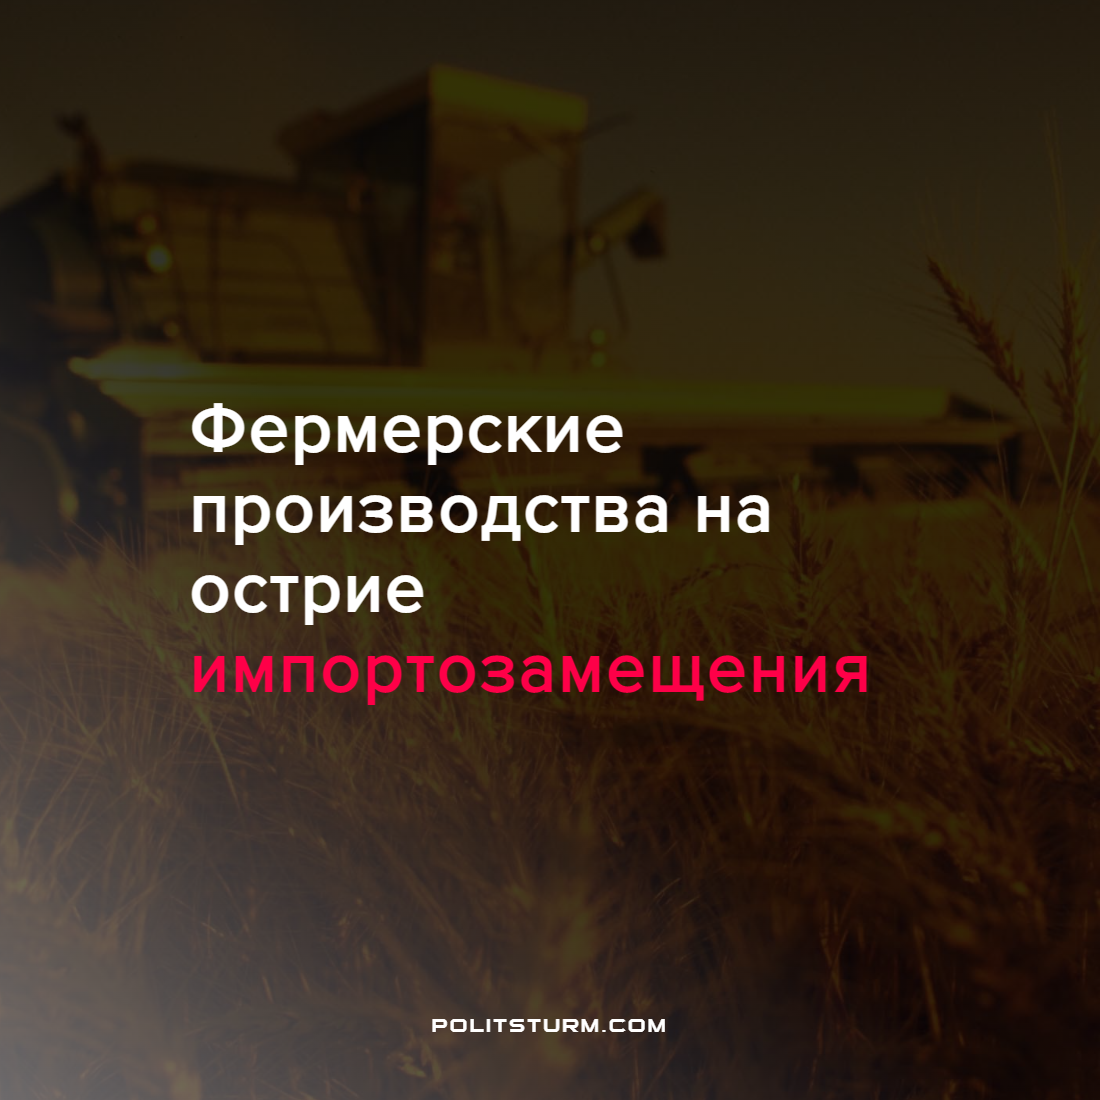 Фермерские
производства на
острие
импортозамещения
POLITSTURM.COM